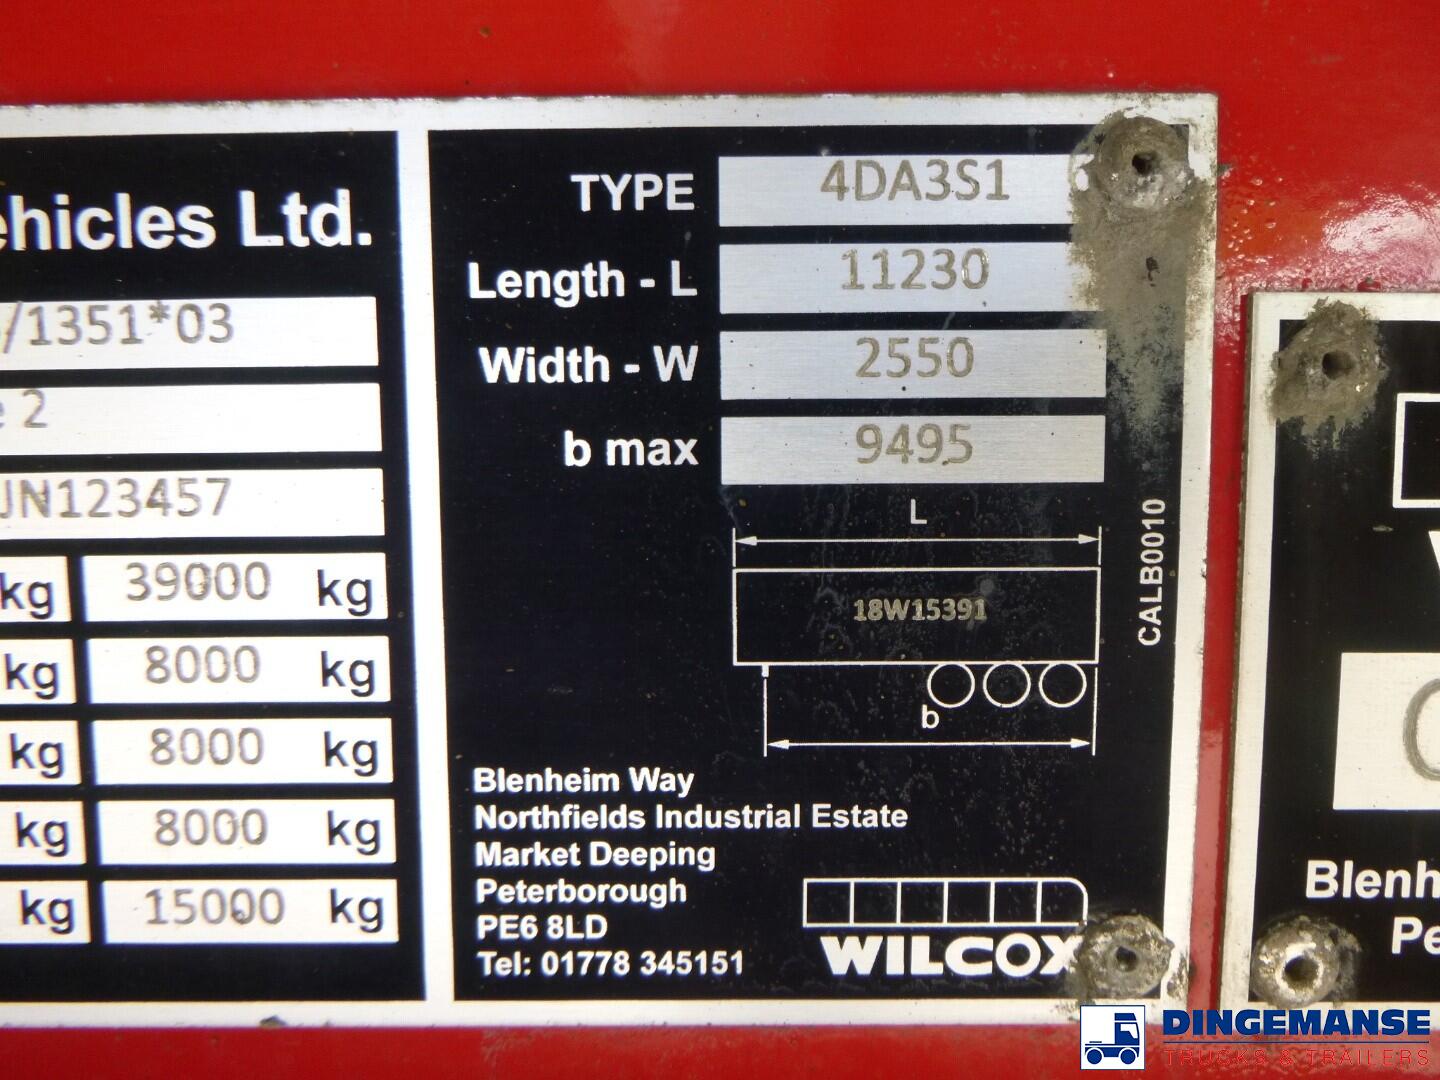 ehicles Ltd.
/1351*03
e 2
JN123457
kg 39000 kg
kg 8000 kg
kg 8000 kg
kg 8000 kg
kg 15000 kg
TYPE 4DA3S1
Length - L 11230
Width - W 2550
b max 9495
L
18W15391
b
CALB0010
Blenheim Way
Northfields Industrial Estate
Market Deeping
Peterborough
PE6 8LD
Tel: 01778 345151
WILCOX
Blenh
Pe
DINGEMANSE
TRUCKS & TRAILERS